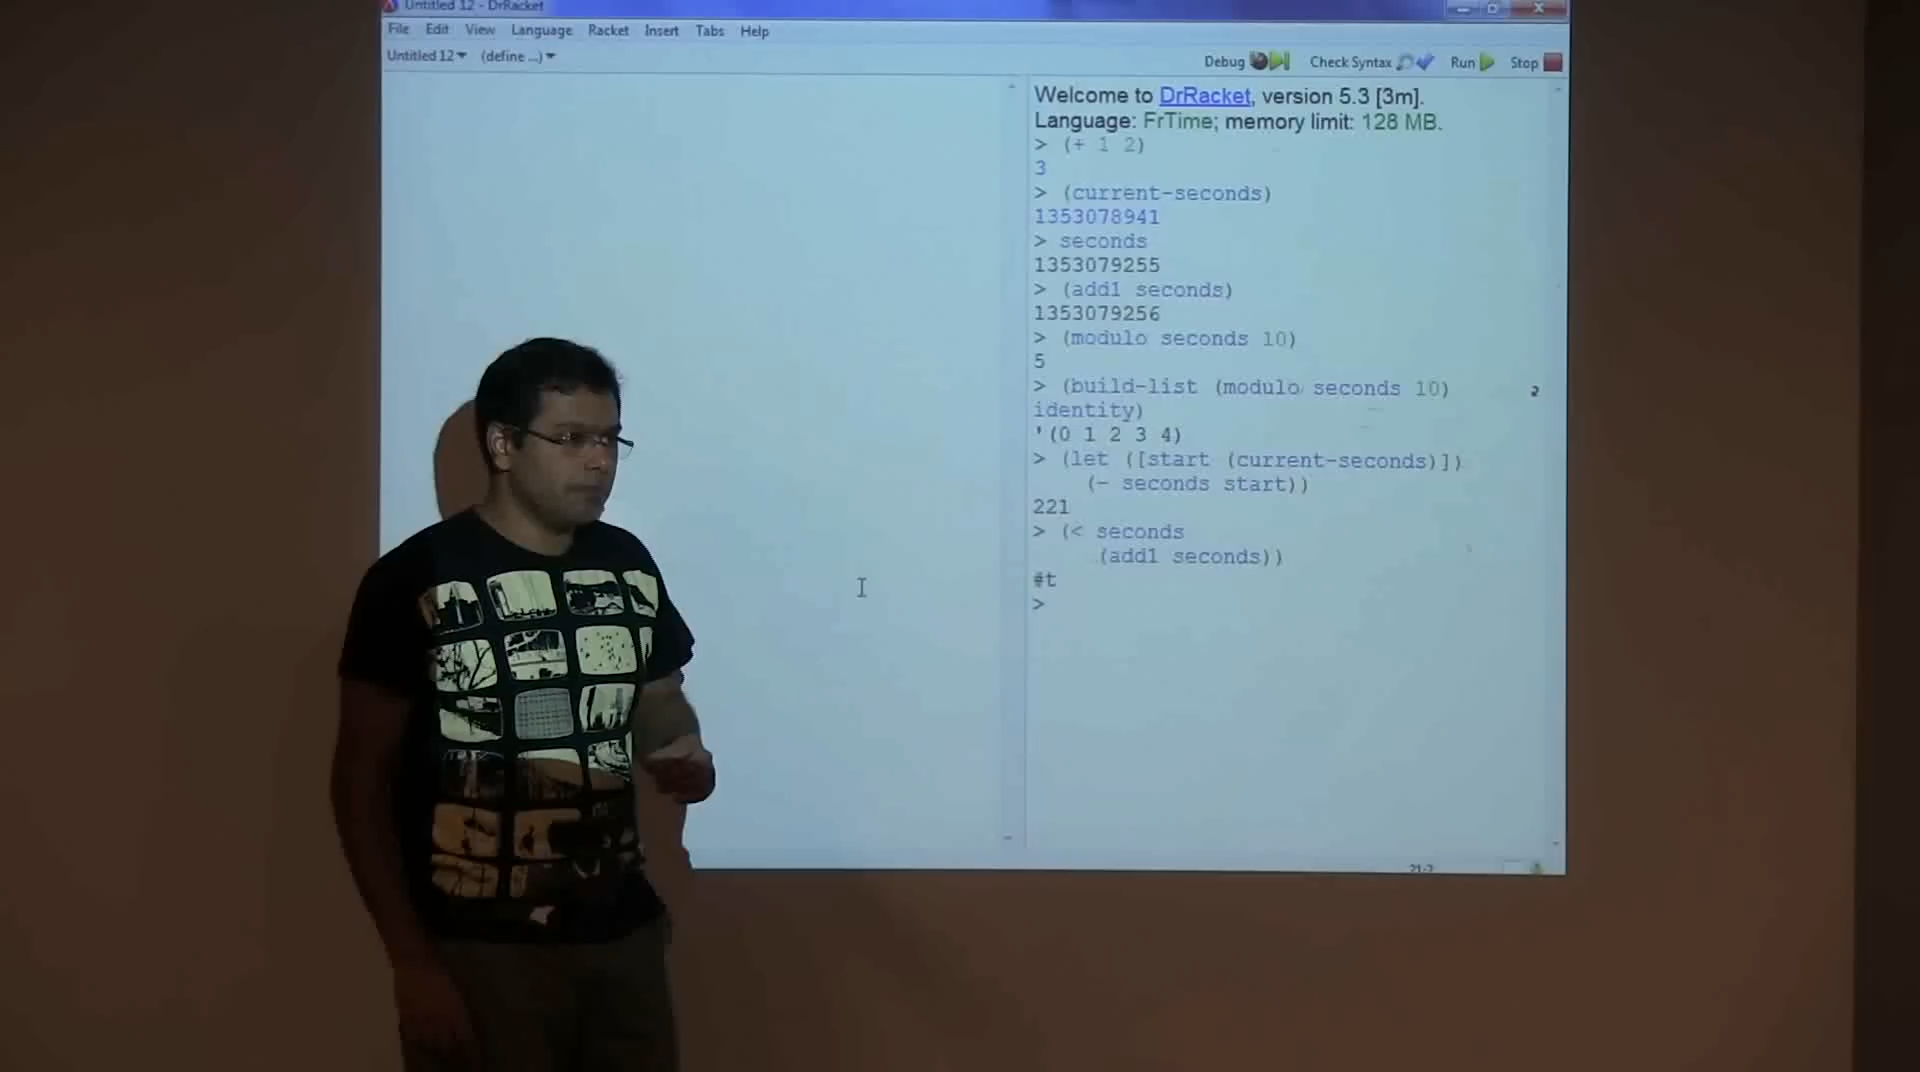 Untitled 12 - DrRacket
File Edit View Language Racket Insert Tabs Help
Untitled 12 (define ...) Debug Check Syntax Run Stop
Welcome to DrRacket, version 5.3 [3m].
Language: FrTime; memory limit: 128 MB.
> (+ 1 2)
3
> (current-seconds)
1353078941
> seconds
1353079255
> (add1 seconds)
1353079256
> (modulo seconds 10)
5
> (build-list (modulo seconds 10)
identity)
'(0 1 2 3 4)
> (let ([start (current-seconds)])
(- seconds start))
221
> (< seconds
(add1 seconds))
#t
>
21:2